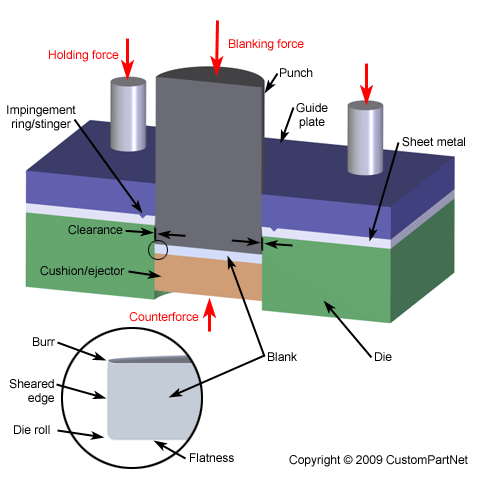 Holding force
Blanking force
Punch
Impingement
ring/stinger
Guide
plate
Sheet metal
Clearance
Cushion/ejector
Counterforce
Burr
Blank
Die
Sheared
edge
Die roll
Flatness
Copyright © 2009 CustomPartNet